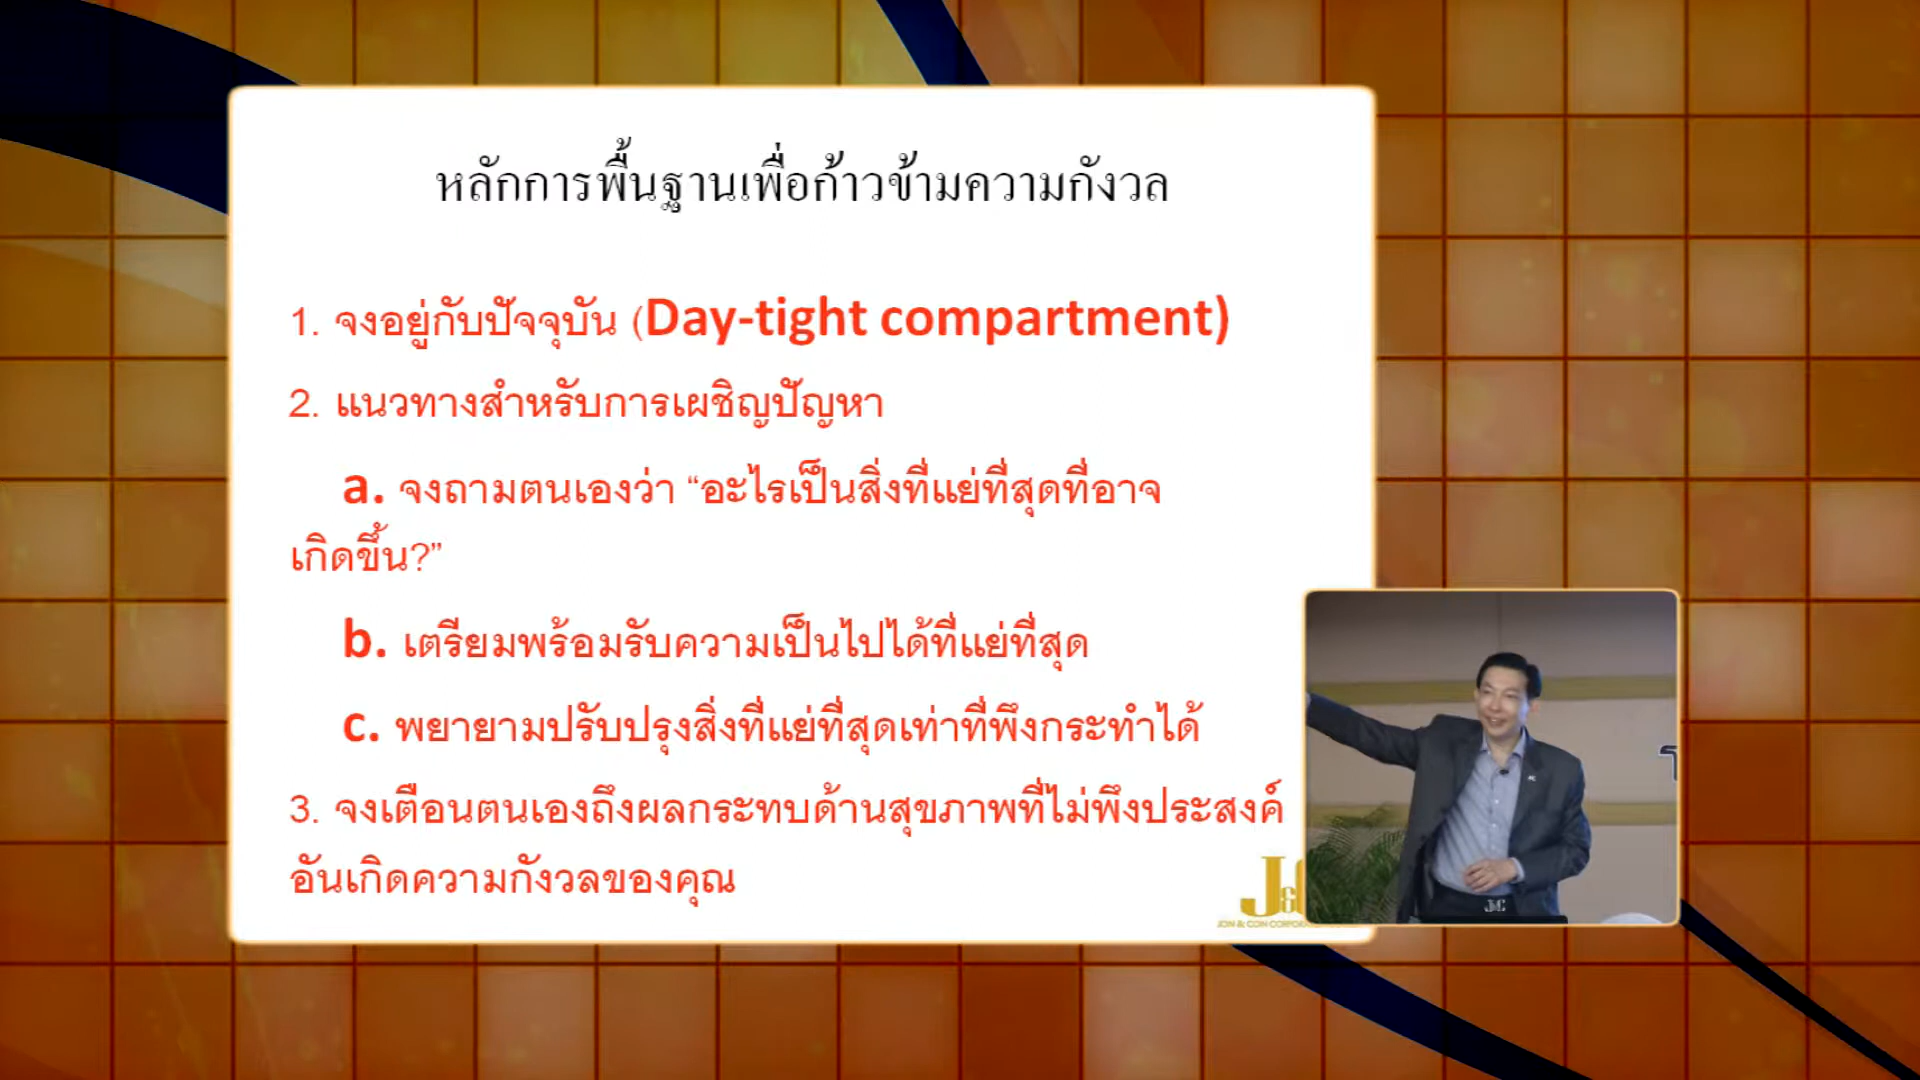 หลักการพื้นฐานเพื่อก้าวข้ามความกังวล
1. จงอยู่กับปัจจุบัน (Day-tight compartment)
2. แนวทางสำหรับการเผชิญปัญหา
a. จงถามตนเองว่า “อะไรเป็นสิ่งที่แย่ที่สุดที่อาจ
เกิดขึ้น?”
b. เตรียมพร้อมรับความเป็นไปได้ที่แย่ที่สุด
c. พยายามปรับปรุงสิ่งที่แย่ที่สุดเท่าที่พึงกระทำได้
3. จงเตือนตนเองถึงผลกระทบด้านสุขภาพที่ไม่พึงประสงค์
อันเกิดความกังวลของคุณ
J&
JOIN & COIN